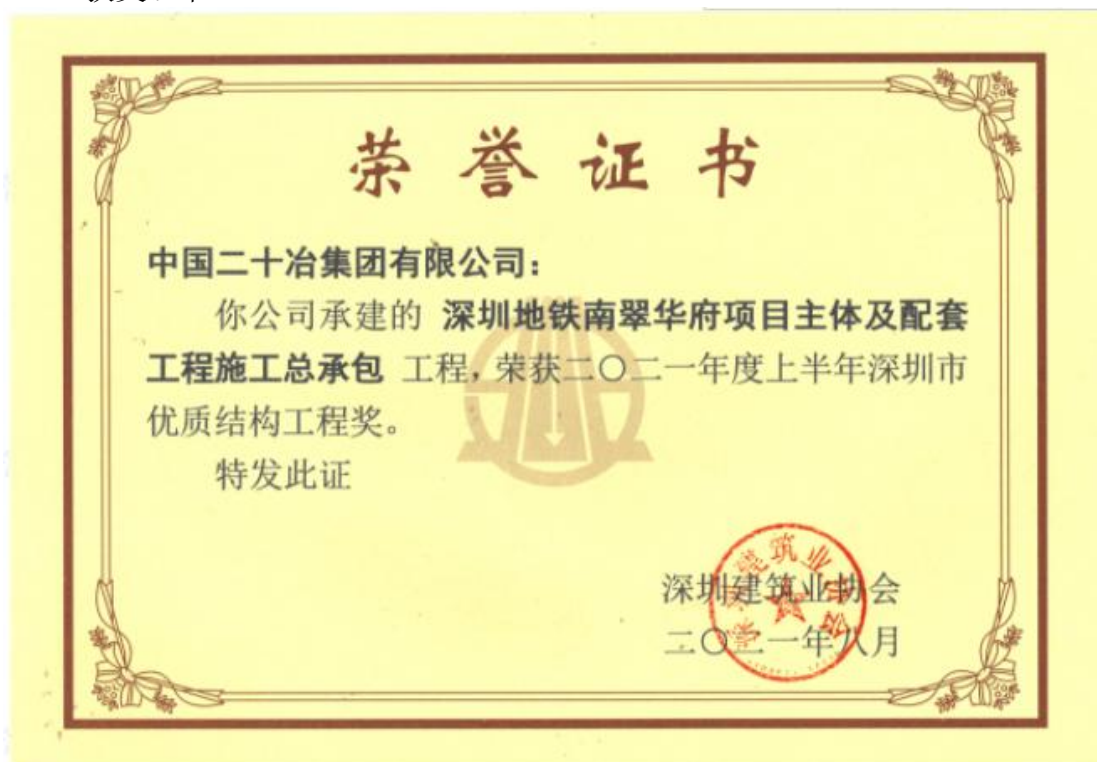 荣誉证书
中国二十冶集团有限公司：
你公司承建的 深圳地铁南翠华府项目主体及配套
工程施工总承包 工程，荣获二〇二一年度上半年深圳市
优质结构工程奖。
特发此证
深圳建筑业协会
二〇二一年八月